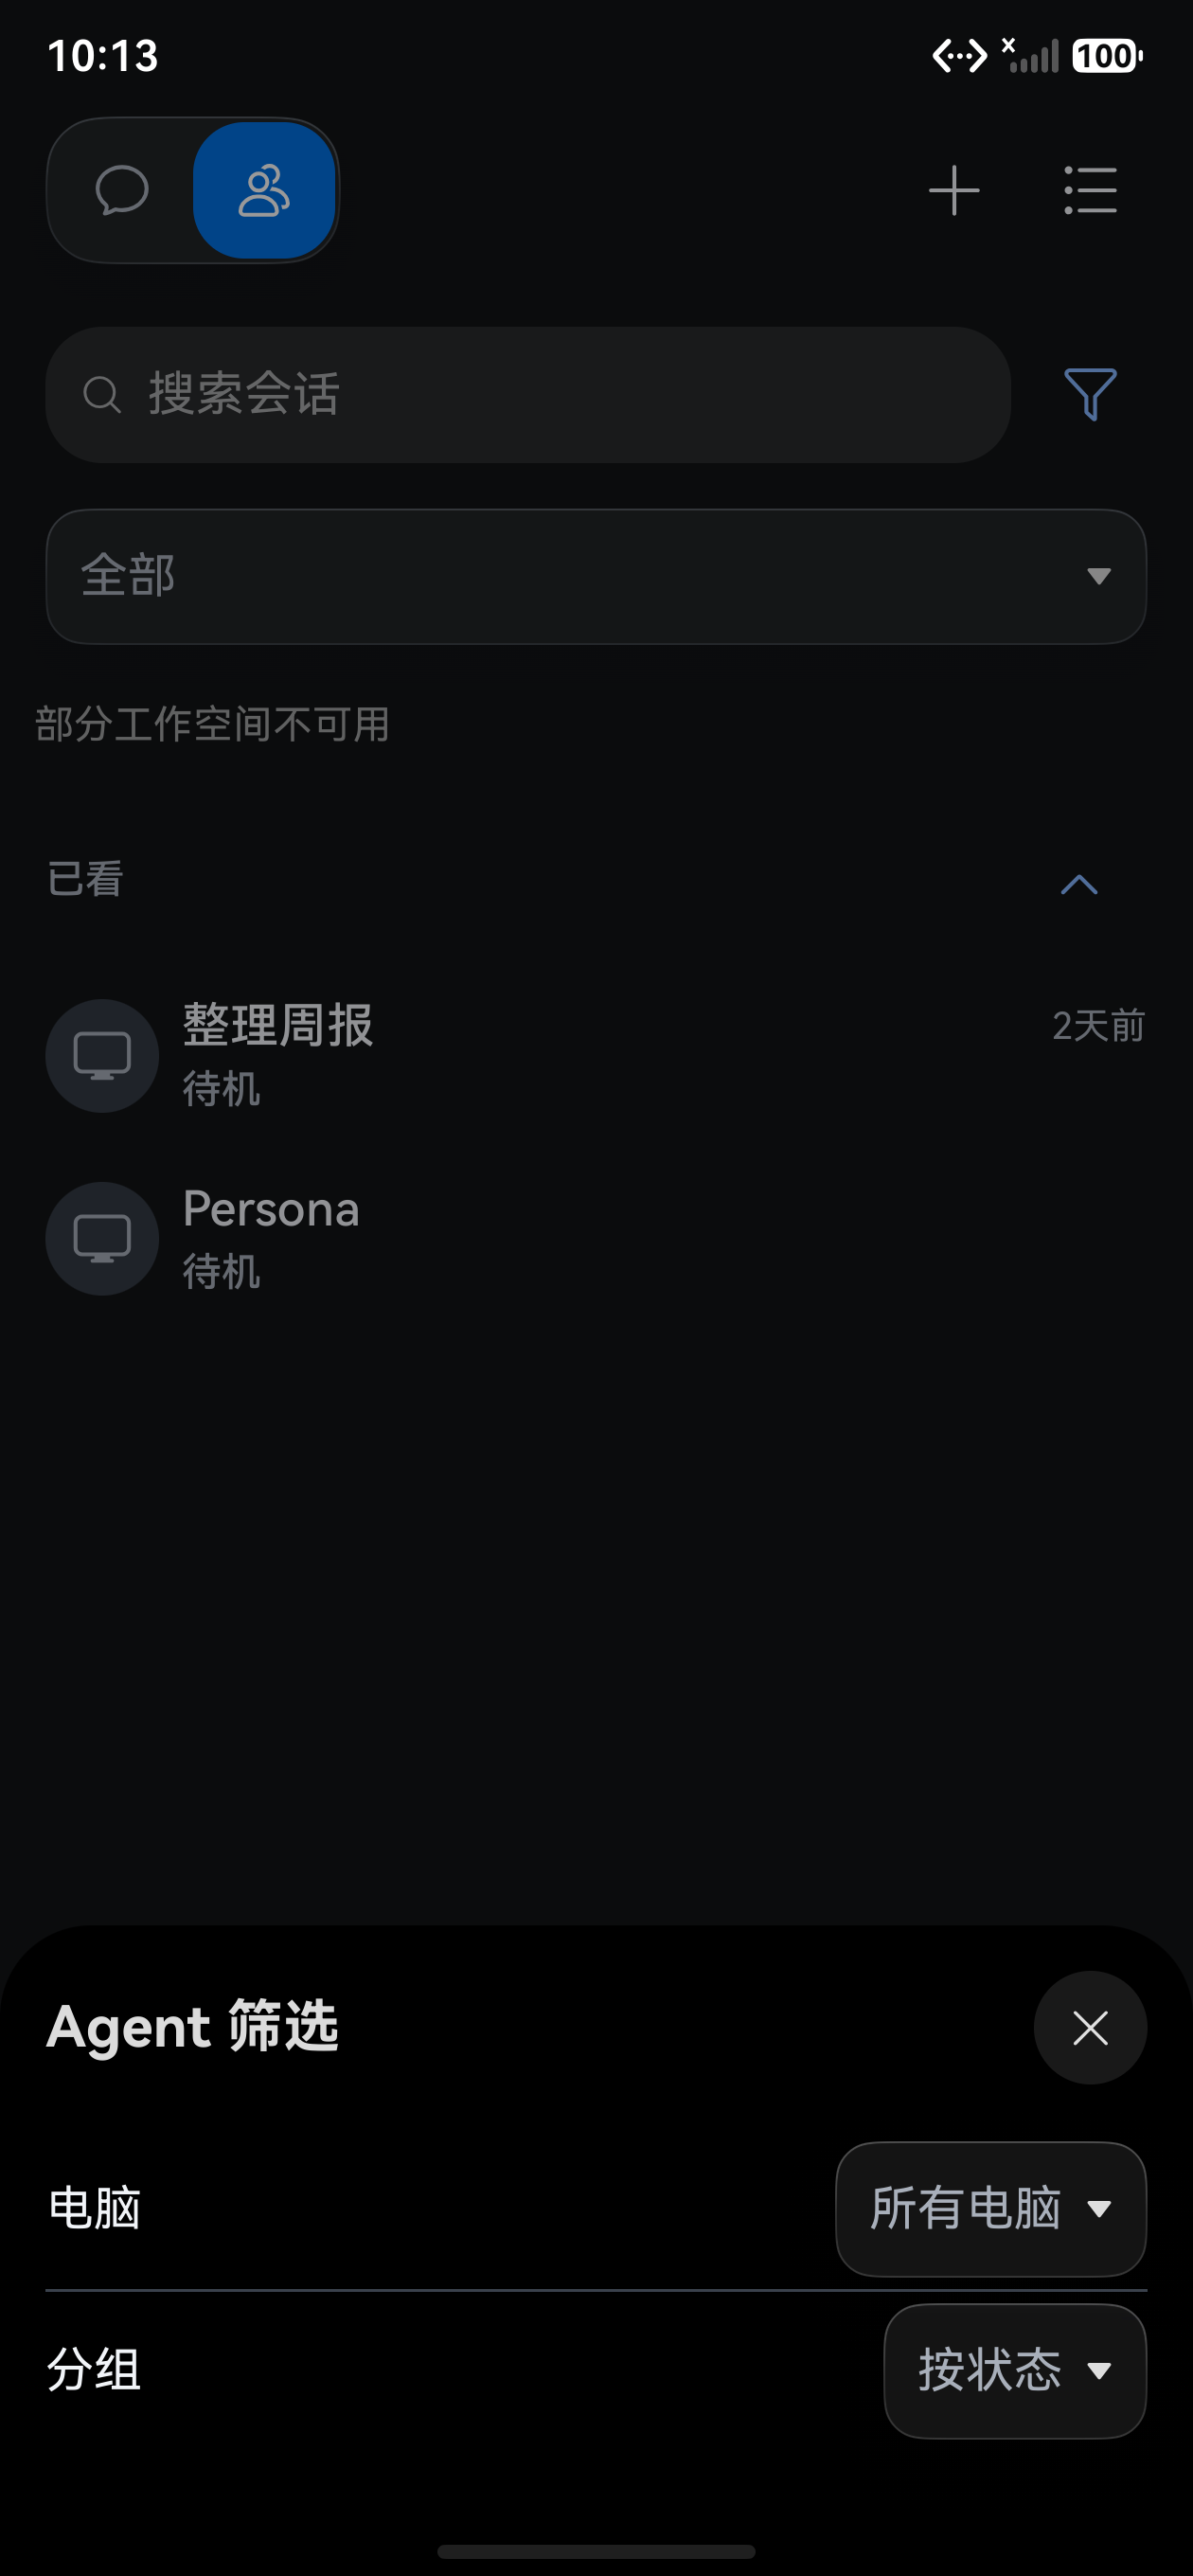 10:13
100
搜索会话
全部
部分工作空间不可用
已看
整理周报
2天前
待机
Persona
待机
Agent 筛选
电脑
所有电脑
分组
按状态